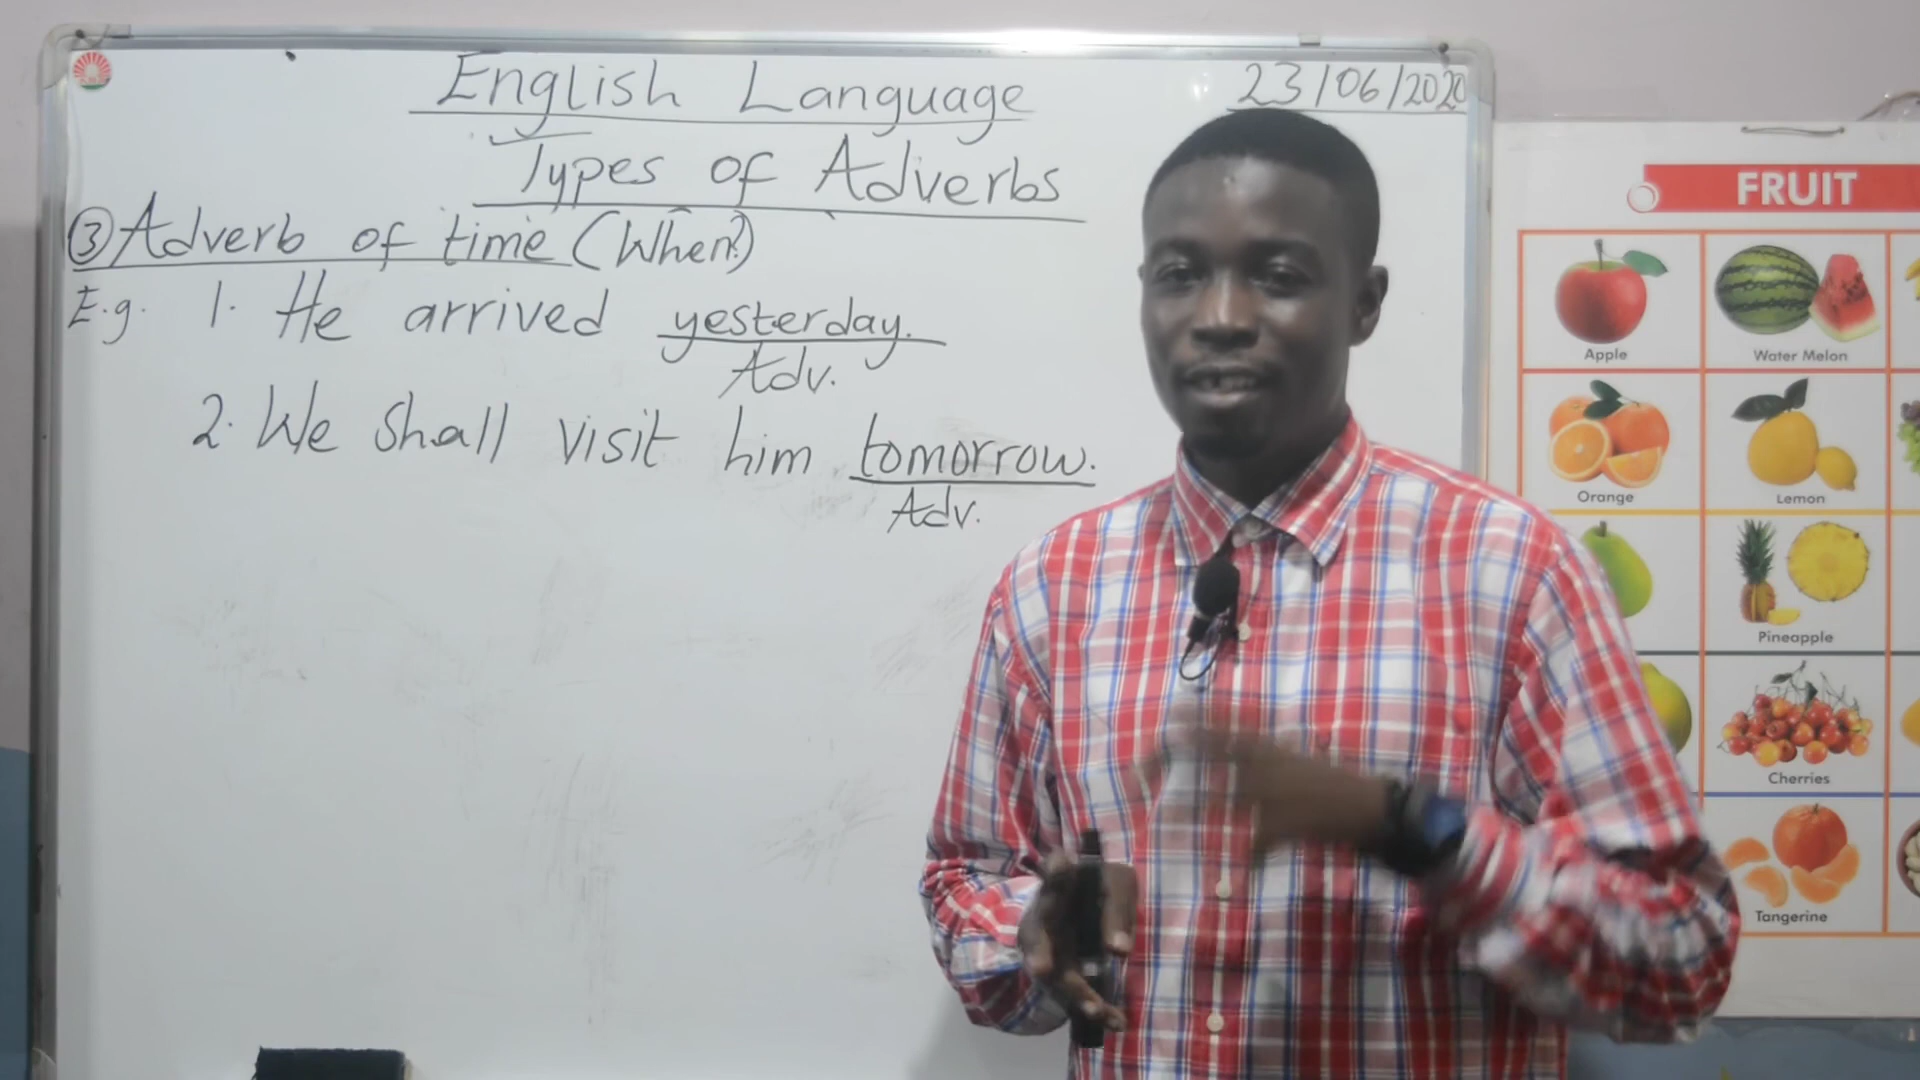 English Language
23/06/2020
Types of Adverbs
③ Adverb of time (When?)
E.g. 1. He arrived yesterday.
Adv.
2. We shall visit him tomorrow.
Adv.
FRUIT
Apple
Water Melon
Orange
Lemon
Pineapple
Cherries
Tangerine